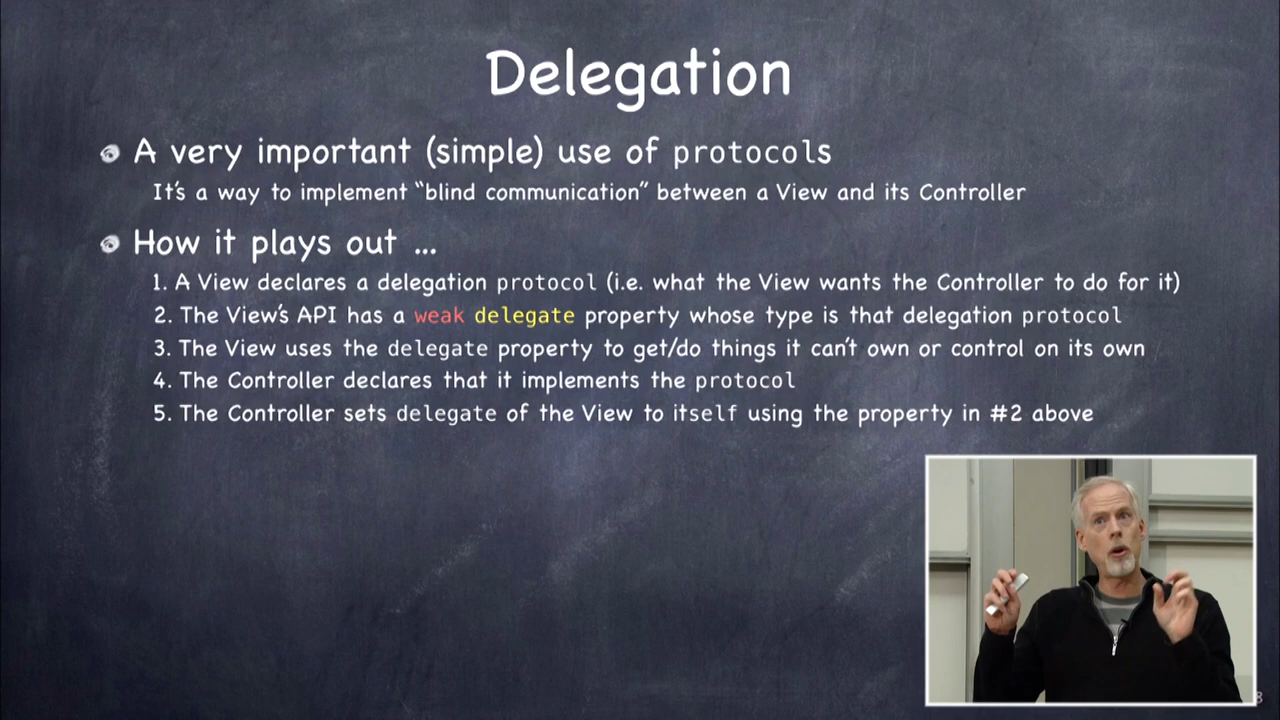 Delegation
A very important (simple) use of protocols
It's a way to implement “blind communication” between a View and its Controller
How it plays out ...
1. A View declares a delegation protocol (i.e. what the View wants the Controller to do for it)
2. The View's API has a weak delegate property whose type is that delegation protocol
3. The View uses the delegate property to get/do things it can't own or control on its own
4. The Controller declares that it implements the protocol
5. The Controller sets delegate of the View to itself using the property in #2 above